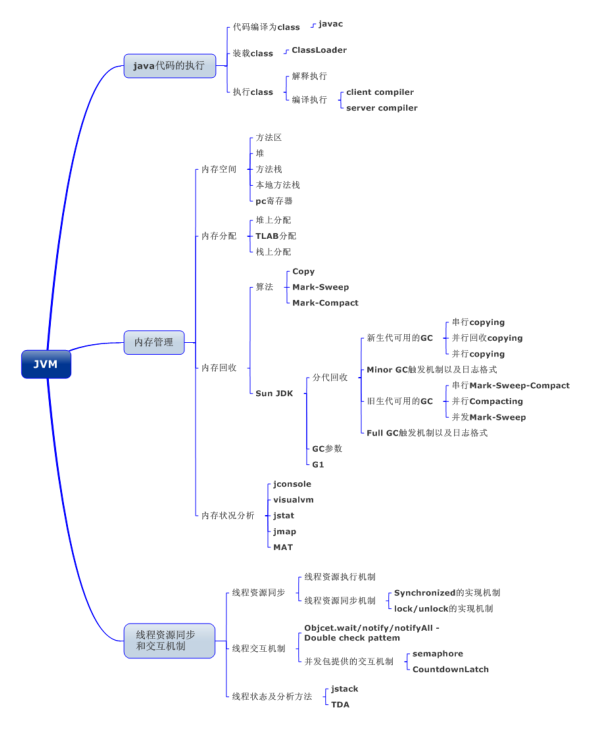 代码编译为class
javac
装载class
ClassLoader
java代码的执行
解释执行
执行class
编译执行
client compiler
server compiler
方法区
堆
内存空间
方法栈
本地方法栈
pc寄存器
堆上分配
内存分配
TLAB分配
栈上分配
Copy
算法
Mark-Sweep
Mark-Compact
内存管理
JVM
内存回收
Sun JDK
分代回收
新生代可用的GC
串行copying
并行回收copying
并行copying
Minor GC触发机制以及日志格式
旧生代可用的GC
串行Mark-Sweep-Compact
并行Compacting
并发Mark-Sweep
Full GC触发机制以及日志格式
GC参数
G1
内存状况分析
jconsole
visualvm
jstat
jmap
MAT
线程资源同步
和交互机制
线程资源同步
线程资源执行机制
线程资源同步机制
Synchronized的实现机制
lock/unlock的实现机制
线程交互机制
Objcet.wait/notify/notifyAll -
Double check pattem
并发包提供的交互机制
semaphore
CountdownLatch
线程状态及分析方法
jstack
TDA